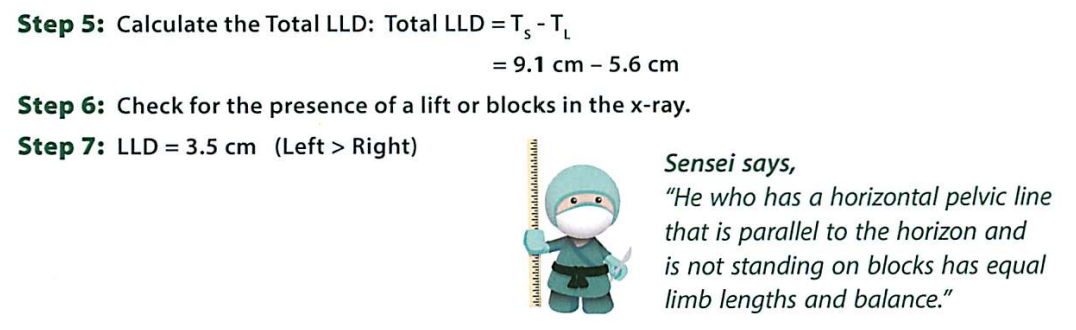 Step 5: Calculate the Total LLD: Total LLD = Tₛ - T_L
= 9.1 cm – 5.6 cm
Step 6: Check for the presence of a lift or blocks in the x-ray.
Step 7: LLD = 3.5 cm (Left > Right)
Sensei says,
“He who has a horizontal pelvic line
that is parallel to the horizon and
is not standing on blocks has equal
limb lengths and balance.”